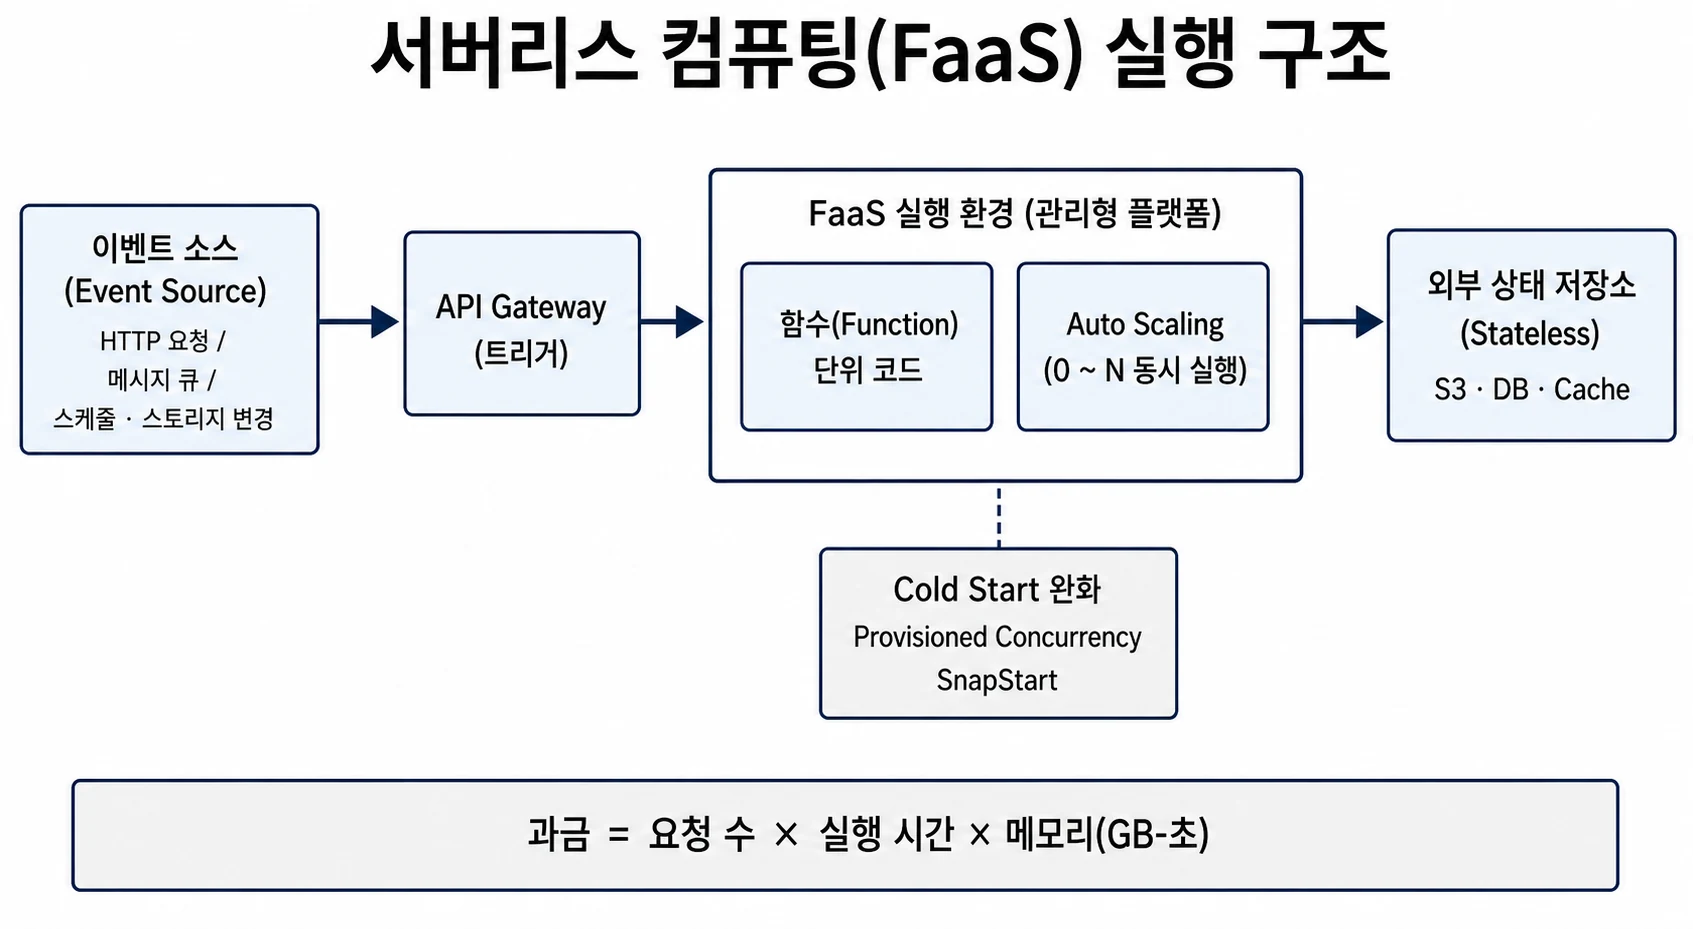 서버리스 컴퓨팅(FaaS) 실행 구조
이벤트 소스
(Event Source)
HTTP 요청 /
메시지 큐 /
스케줄 · 스토리지 변경
API Gateway
(트리거)
FaaS 실행 환경 (관리형 플랫폼)
함수(Function)
단위 코드
Auto Scaling
(0 ~ N 동시 실행)
외부 상태 저장소
(Stateless)
S3 · DB · Cache
Cold Start 완화
Provisioned Concurrency
SnapStart
과금 = 요청 수 × 실행 시간 × 메모리(GB-초)